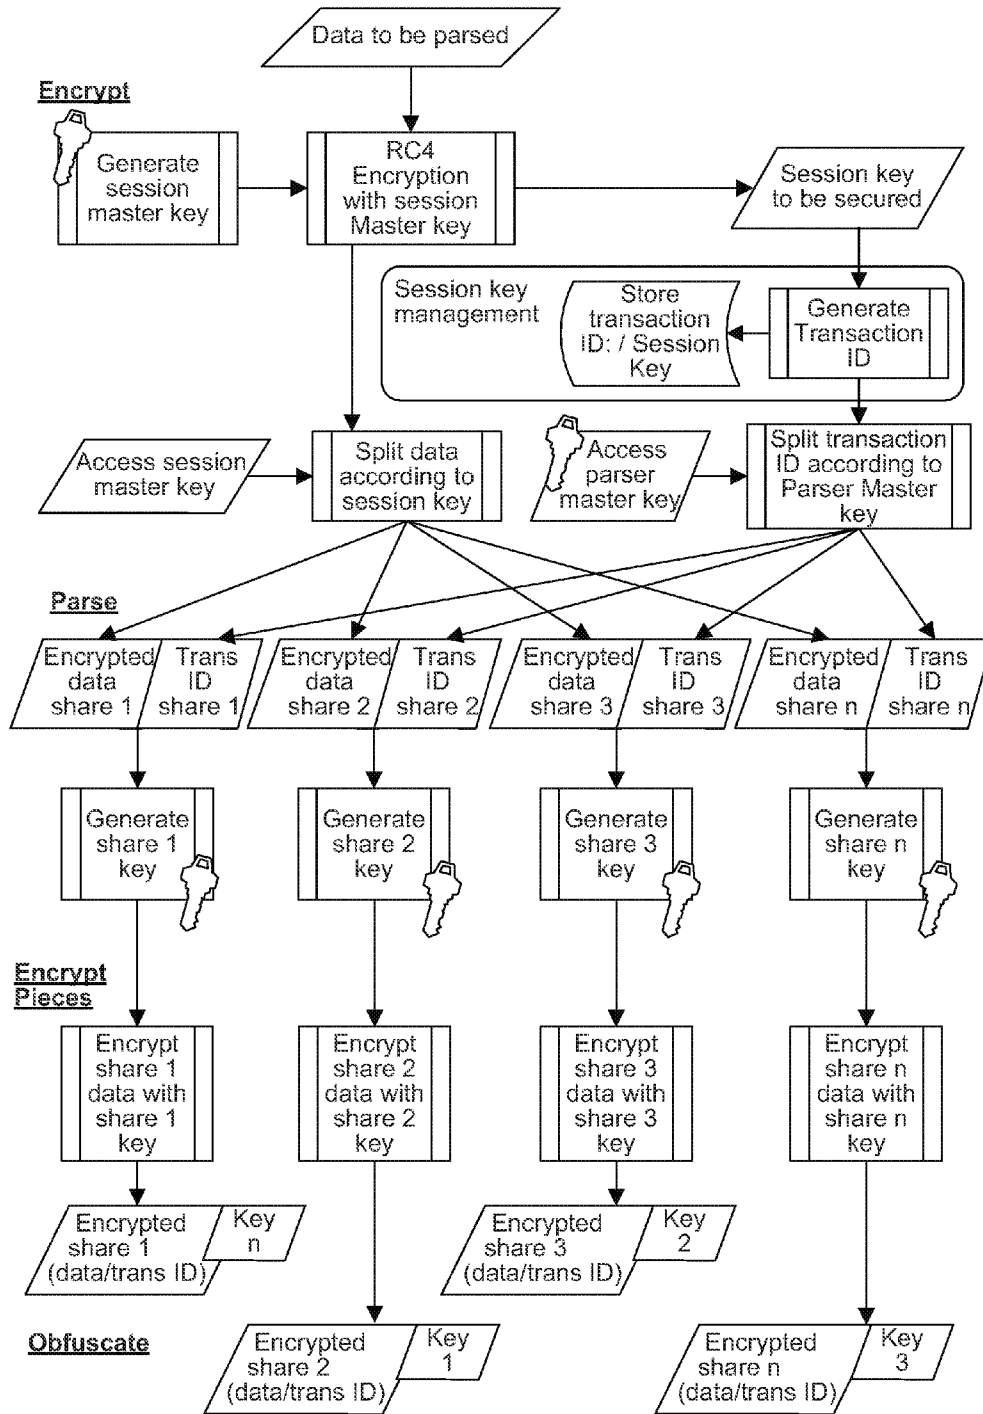 Data to be parsed
Encrypt
Generate
session
master key
RC4
Encryption
with session
Master key
Session key
to be secured
Session key
management
Store
transaction
ID: / Session
Key
Generate
Transaction
ID
Access session
master key
Split data
according to
session key
Access
parser
master key
Split transaction
ID according to
Parser Master
key
Parse
Encrypted
data
share 1
Trans
ID
share 1
Encrypted
data
share 2
Trans
ID
share 2
Encrypted
data
share 3
Trans
ID
share 3
Encrypted
data
share n
Trans
ID
share n
Generate
share 1
key
Generate
share 2
key
Generate
share 3
key
Generate
share n
key
Encrypt
Pieces
Encrypt
share 1
data with
share 1
key
Encrypt
share 2
data with
share 2
key
Encrypt
share 3
data with
share 3
key
Encrypt
share n
data with
share n
key
Encrypted
share 1
(data/trans ID)
Key
n
Encrypted
share 3
(data/trans ID)
Key
2
Obfuscate
Encrypted
share 2
(data/trans ID)
Key
1
Encrypted
share n
(data/trans ID)
Key
3